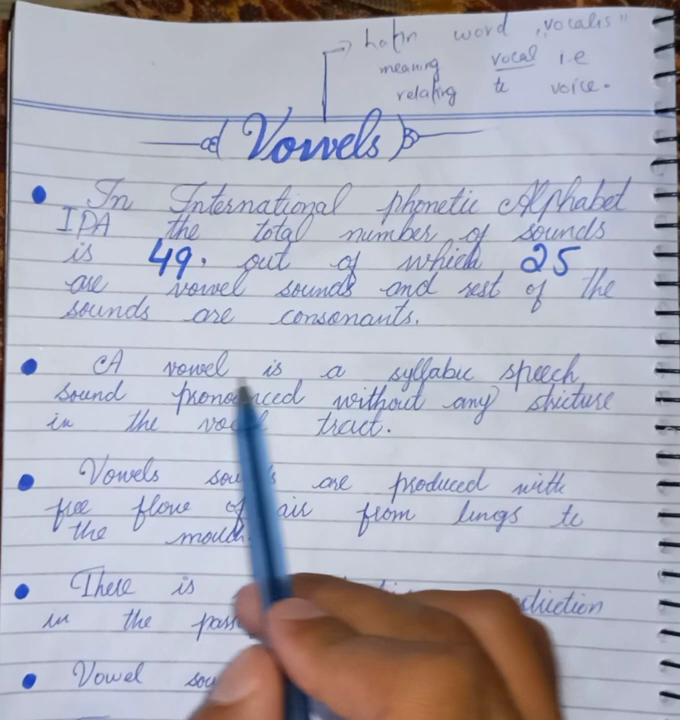 Latin word "vocalis"
meaning vocal i.e
relating to voice.
Vowels
In International phonetic Alphabet
IPA the total number of sounds
is 49. out of which 25
are vowel sounds and rest of the
sounds are consonants.
A vowel is a syllabic speech
sound pronounced without any stricture
in the vocal tract.
Vowels sounds are produced with
free flow of air from lungs to
the mouth
There is
in the
Vowel